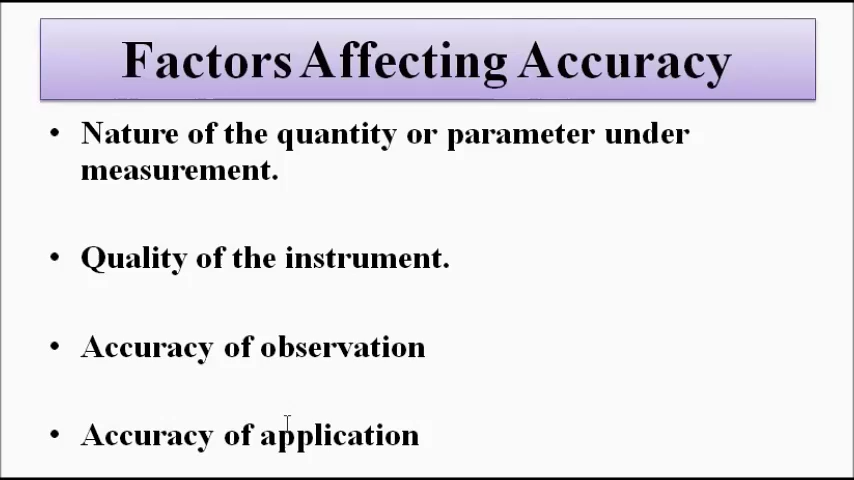 Factors Affecting Accuracy
• Nature of the quantity or parameter under
measurement.
• Quality of the instrument.
• Accuracy of observation
• Accuracy of application